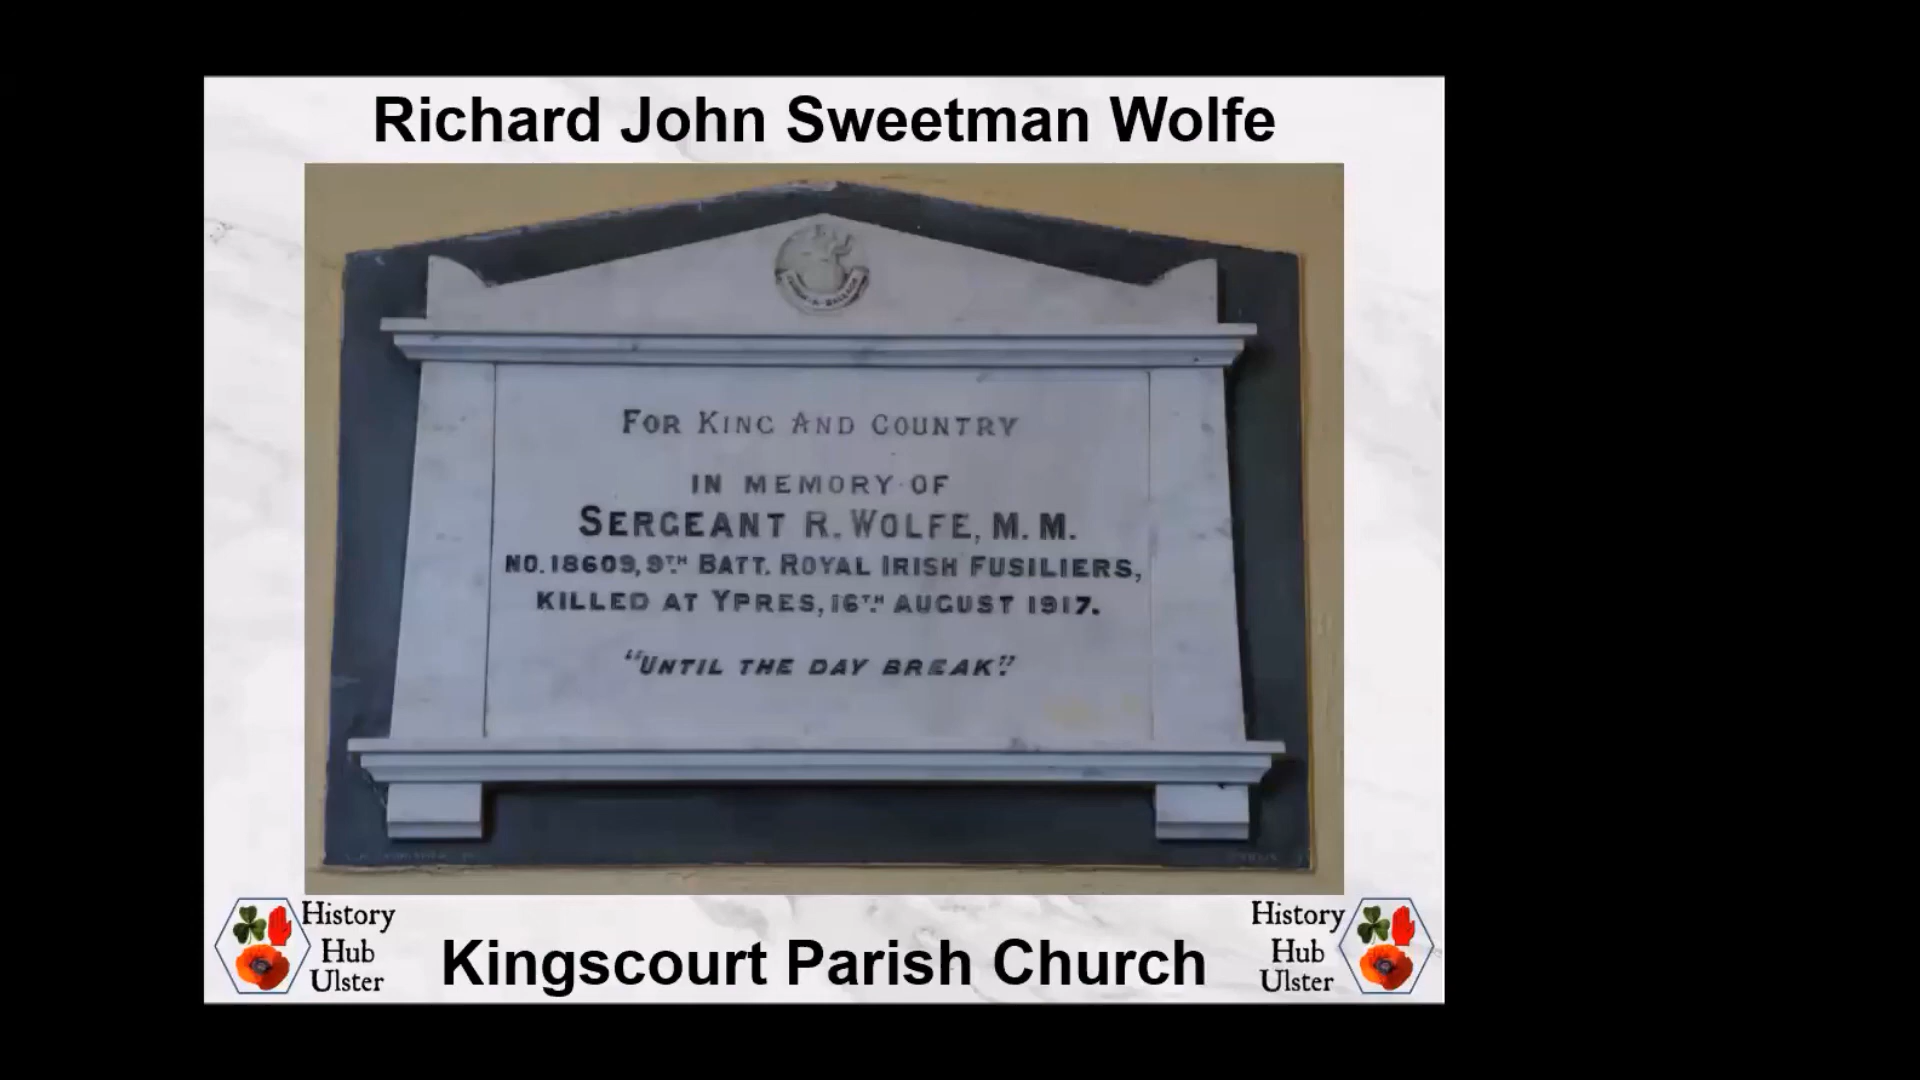 Richard John Sweetman Wolfe
FOR KING AND COUNTRY
IN MEMORY OF
SERGEANT R. WOLFE, M. M.
NO. 18609, 9TH BATT. ROYAL IRISH FUSILIERS,
KILLED AT YPRES, 16TH AUGUST 1917.
"UNTIL THE DAY BREAK."
History
Hub
Ulster
Kingscourt Parish Church
History
Hub
Ulster